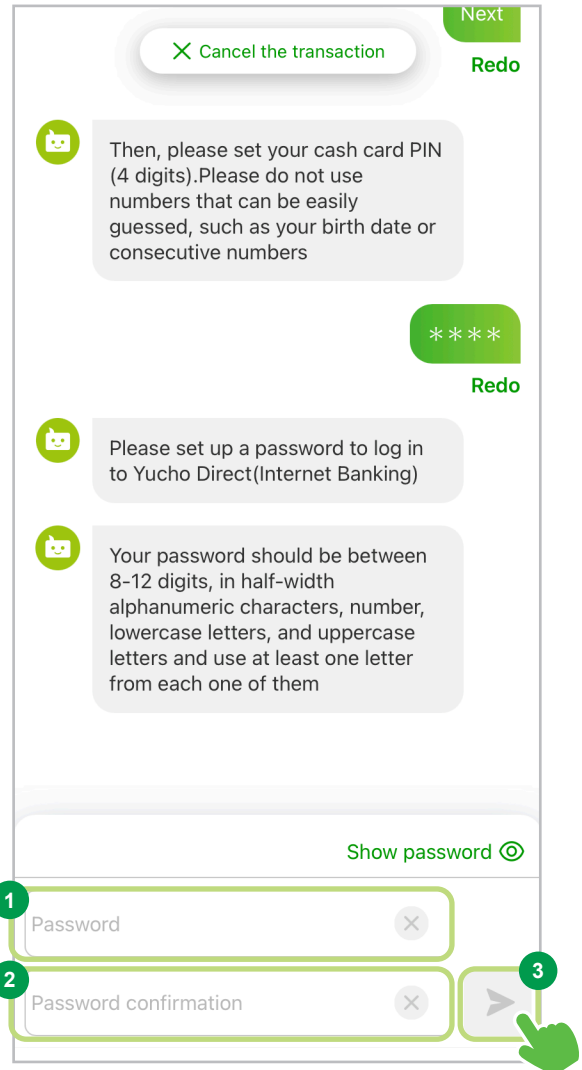 Next
Cancel the transaction
Redo
Then, please set your cash card PIN
(4 digits).Please do not use
numbers that can be easily
guessed, such as your birth date or
consecutive numbers
****
Redo
Please set up a password to log in
to Yucho Direct(Internet Banking)
Your password should be between
8-12 digits, in half-width
alphanumeric characters, number,
lowercase letters, and uppercase
letters and use at least one letter
from each one of them
Show password
1
Password
2
Password confirmation
3